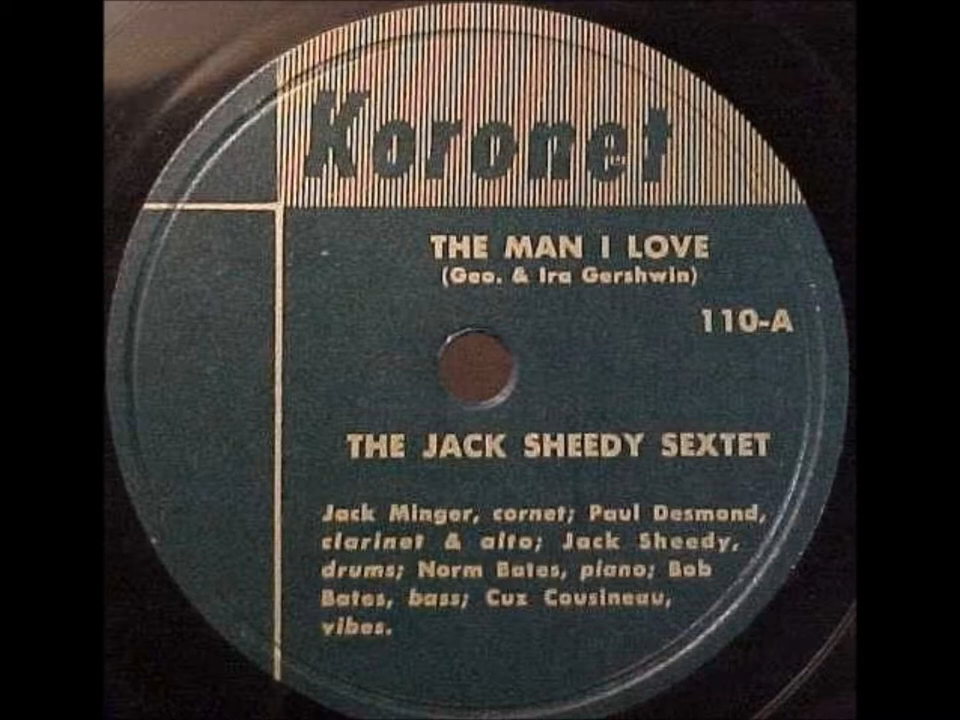 Koronet
THE MAN I LOVE
(Geo. & Ira Gershwin)
110-A
THE JACK SHEEDY SEXTET
Jack Minger, cornet; Paul Desmond,
clarinet & alto; Jack Sheedy,
drums; Norm Bates, piano; Bob
Bates, bass; Cuz Cousineau,
vibes.